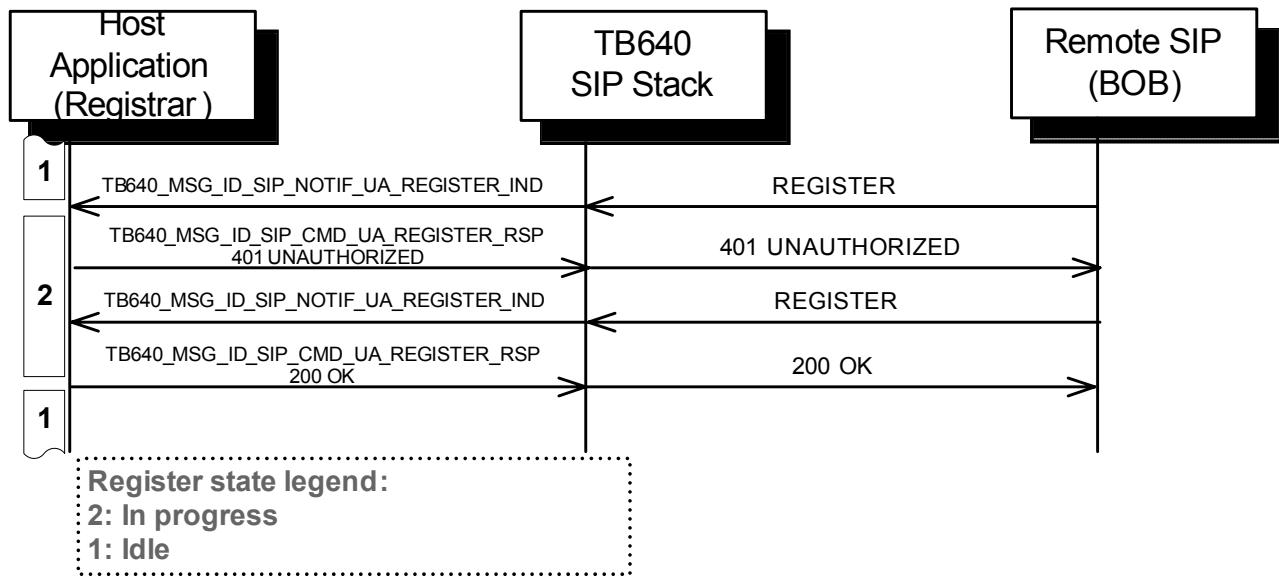 Host
Application
(Registrar )
TB640
SIP Stack
Remote SIP
(BOB)
1
TB640_MSG_ID_SIP_NOTIF_UA_REGISTER_IND
REGISTER
TB640_MSG_ID_SIP_CMD_UA_REGISTER_RSP
401 UNAUTHORIZED
401 UNAUTHORIZED
2
TB640_MSG_ID_SIP_NOTIF_UA_REGISTER_IND
REGISTER
TB640_MSG_ID_SIP_CMD_UA_REGISTER_RSP
200 OK
200 OK
1
Register state legend:
2: In progress
1: Idle